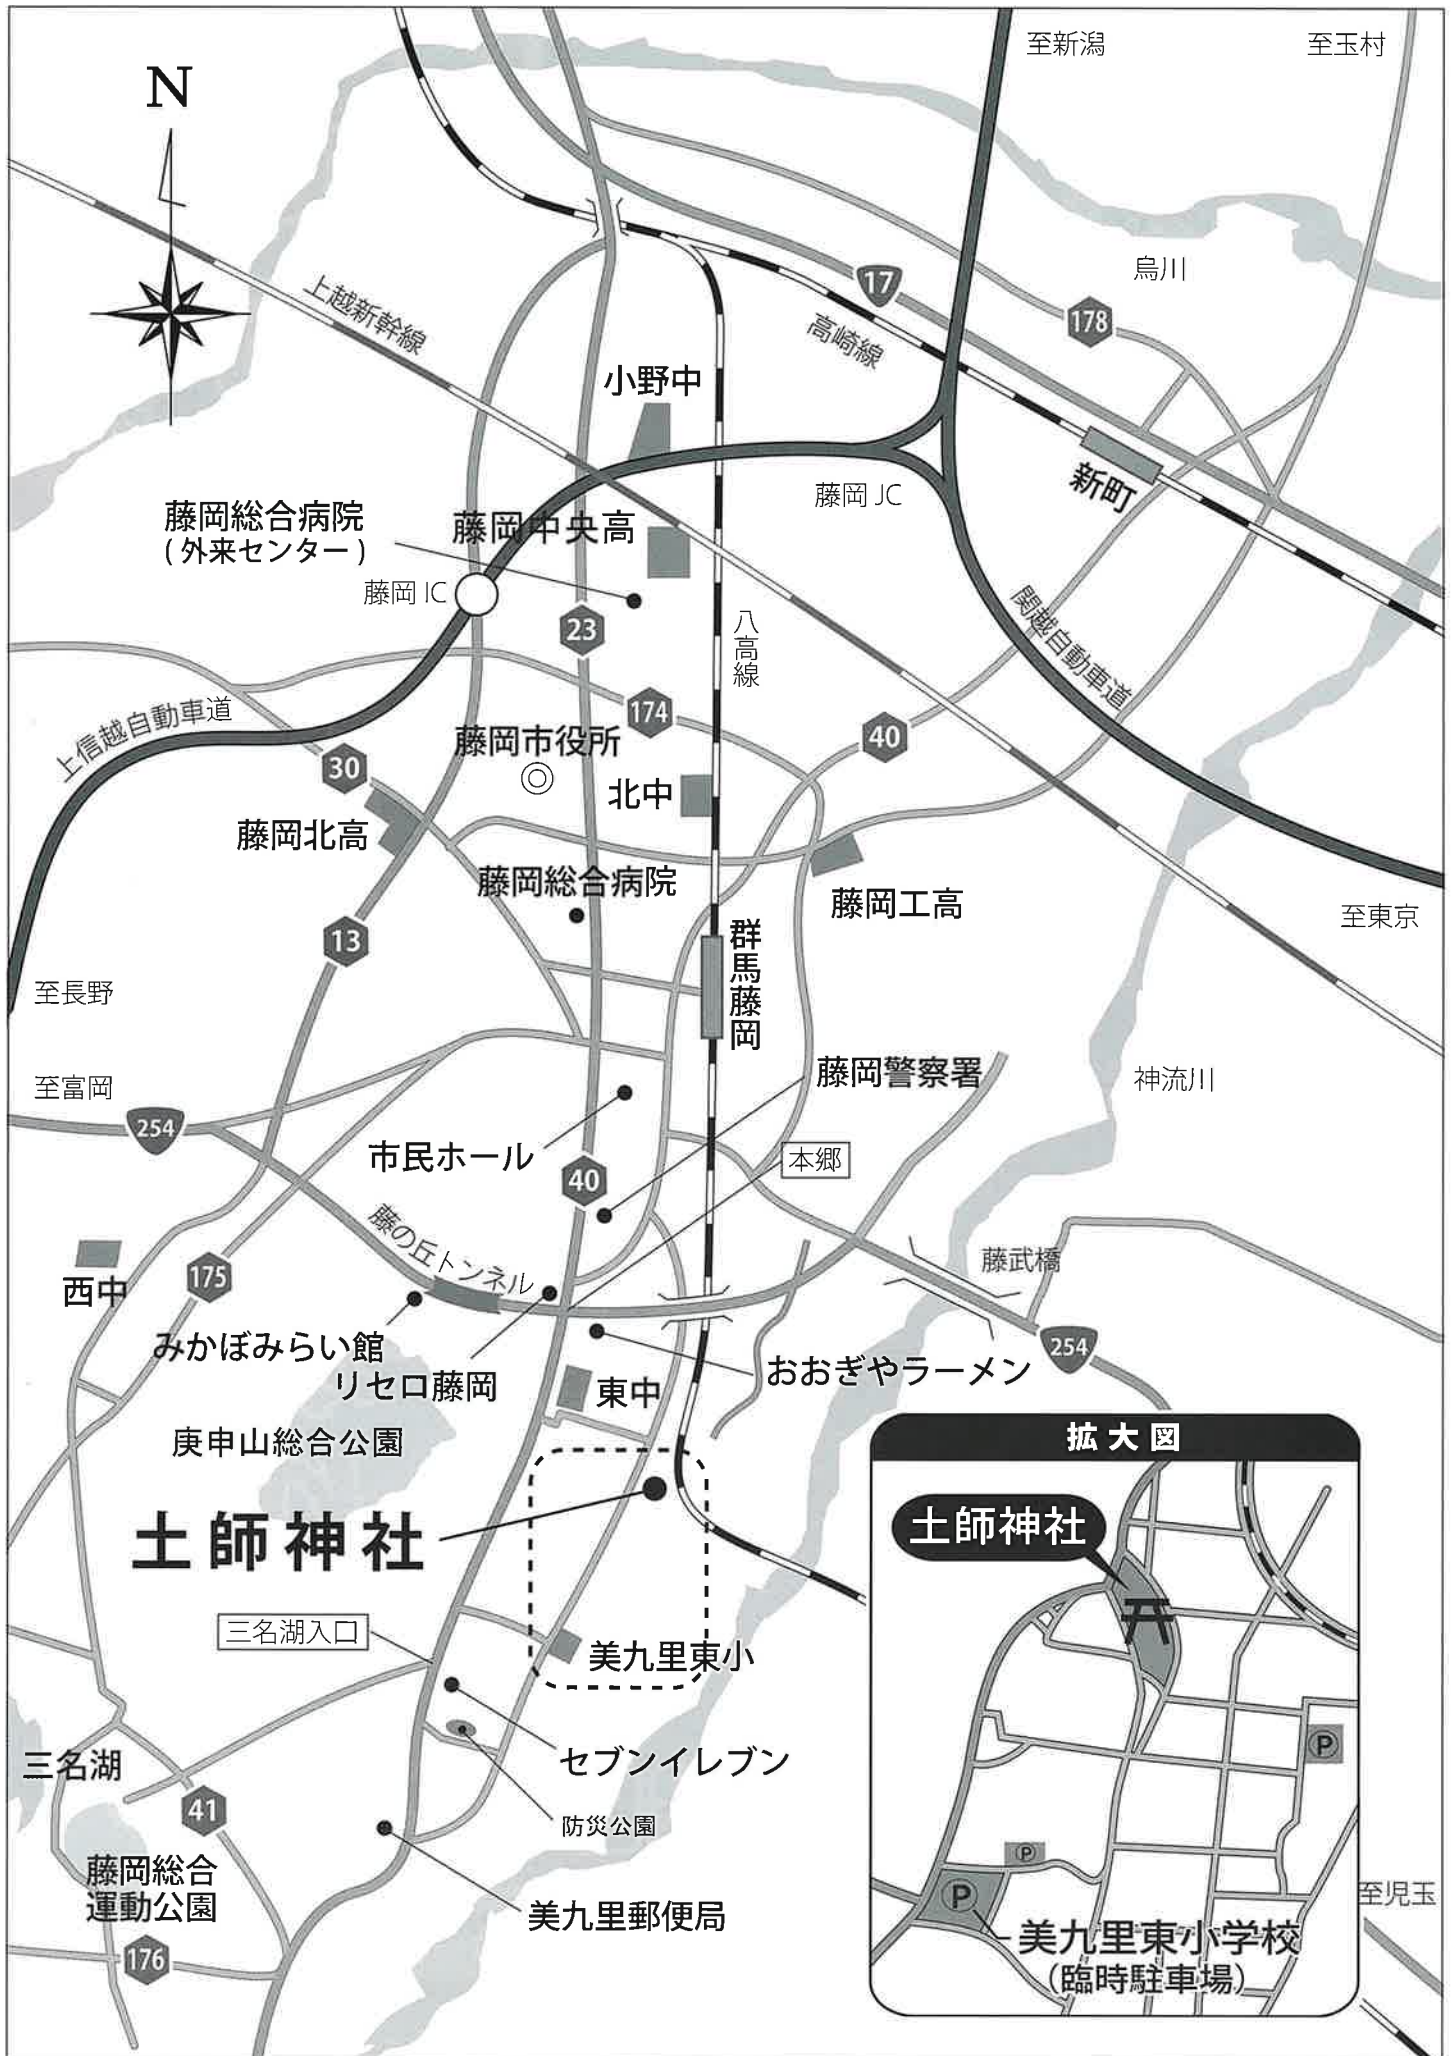 至新潟
至玉村
N
烏川
17
178
上越新幹線
高崎線
小野中
新町
藤岡JC
藤岡総合病院
(外来センター)
藤岡中央高
藤岡IC
23
八高線
関越自動車道
174
40
上信越自動車道
藤岡市役所
30
北中
藤岡北高
藤岡総合病院
藤岡工高
至東京
13
群馬藤岡
至長野
藤岡警察署
神流川
至富岡
254
市民ホール
本郷
40
藤の丘トンネル
藤武橋
西中
175
みかぼみらい館
リセロ藤岡
おおぎやラーメン
254
東中
庚申山総合公園
土師神社
三名湖入口
美九里東小
セブンイレブン
三名湖
41
防災公園
藤岡総合
運動公園
美九里郵便局
176
拡大図
土師神社
P
P
P
美九里東小学校
(臨時駐車場)
至児玉